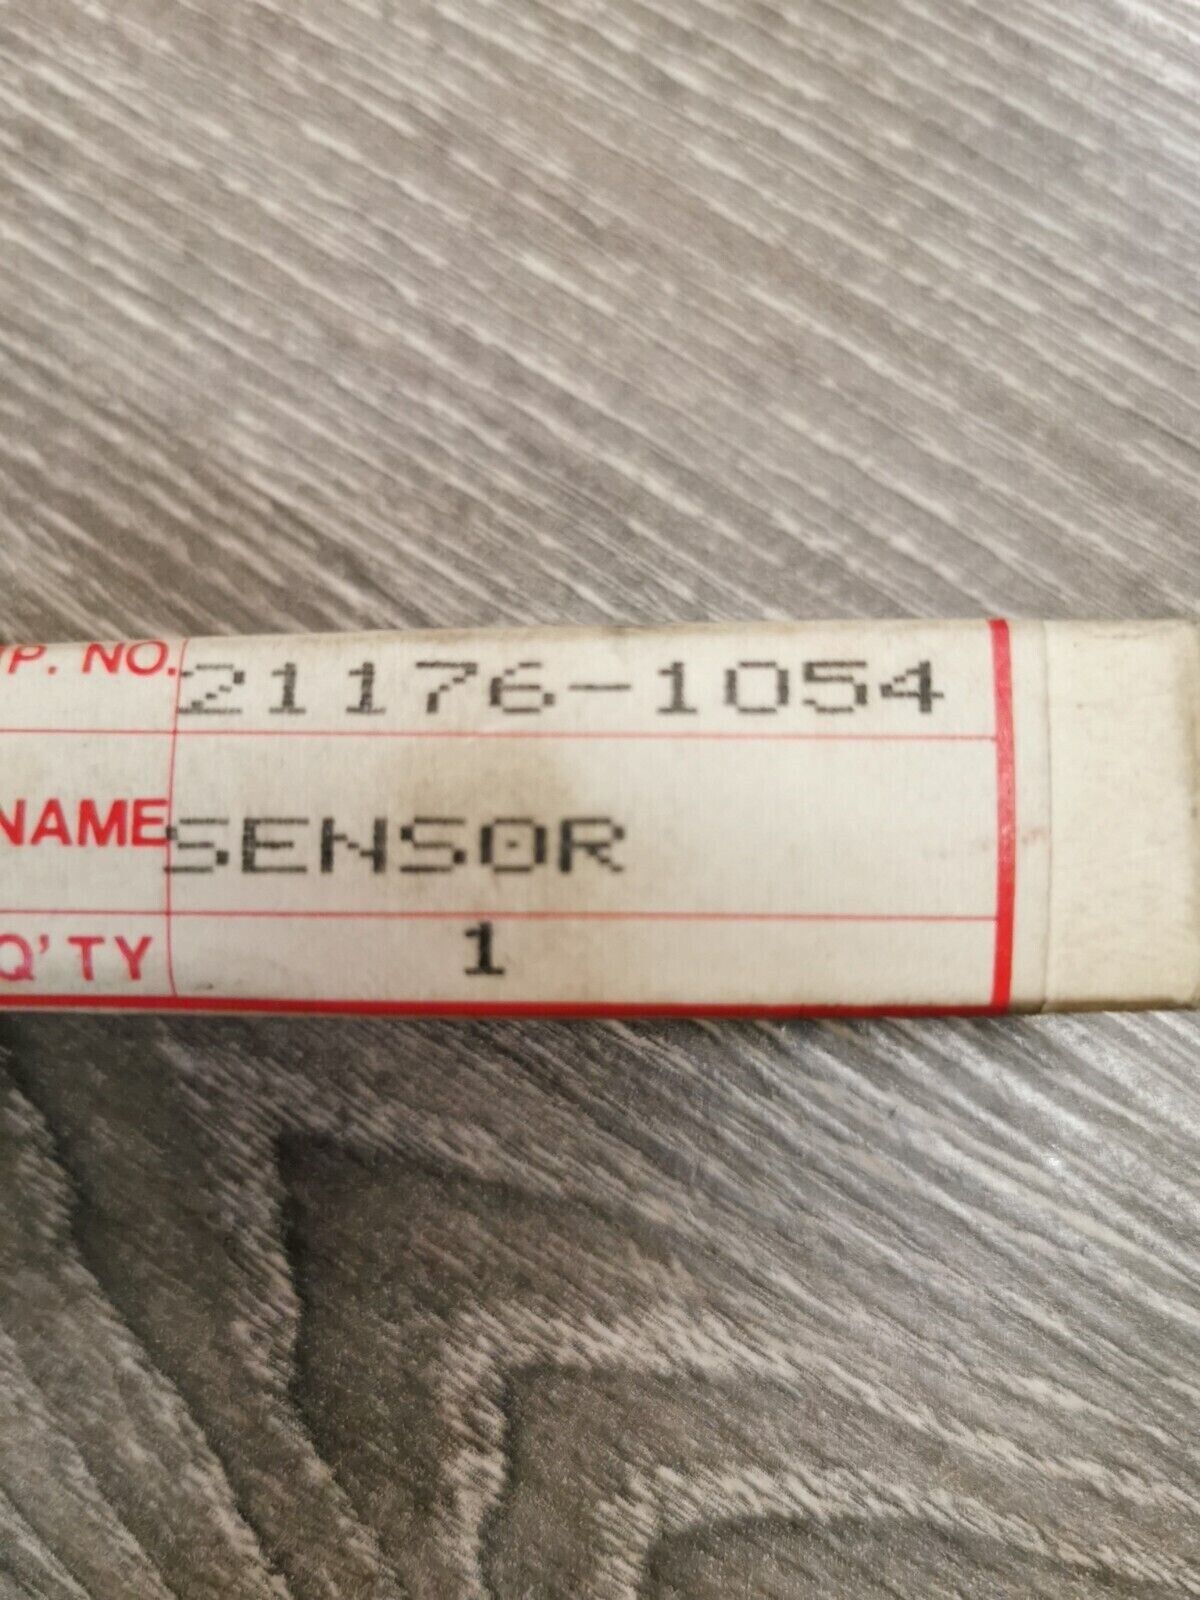 P. NO. 21176-1054
NAME SENSOR
Q'TY 1